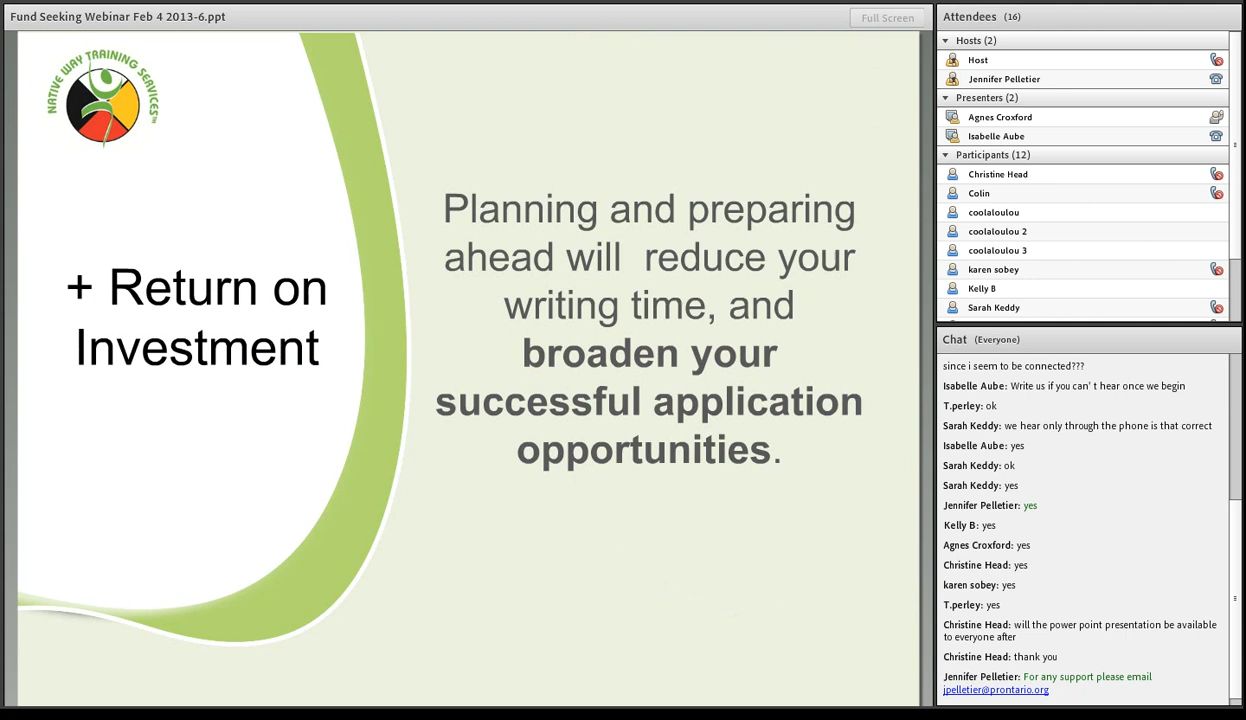 Fund Seeking Webinar Feb 4 2013-6.ppt
Full Screen
NATIVE WAY TRAINING SERVICES™
+ Return on
Investment
Planning and preparing
ahead will  reduce your
writing time, and
broaden your
successful application
opportunities.
Attendees (16)
Hosts (2)
Host
Jennifer Pelletier
Presenters (2)
Agnes Croxford
Isabelle Aube
Participants (12)
Christine Head
Colin
coolaloulou
coolaloulou 2
coolaloulou 3
karen sobey
Kelly B
Sarah Keddy
Chat (Everyone)
since i seem to be connected???
Isabelle Aube: Write us if you can' t hear once we begin
T.perley: ok
Sarah Keddy: we hear only through the phone is that correct
Isabelle Aube: yes
Sarah Keddy: ok
Sarah Keddy: yes
Jennifer Pelletier: yes
Kelly B: yes
Agnes Croxford: yes
Christine Head: yes
karen sobey: yes
T.perley: yes
Christine Head: will the power point presentation be available
to everyone after
Christine Head: thank you
Jennifer Pelletier: For any support please email
jpelletier@prontario.org